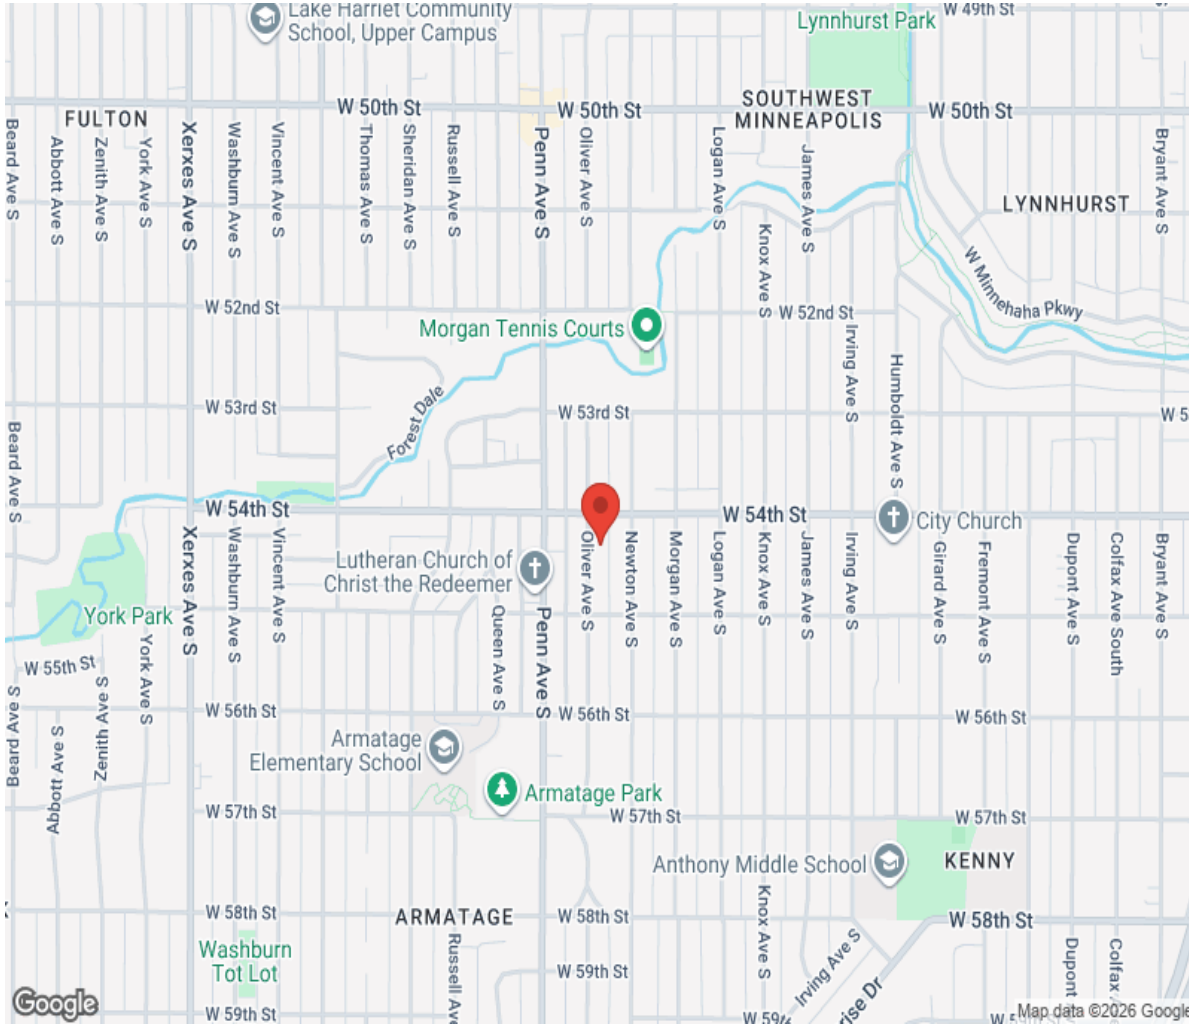 Lake Harriet Community
School, Upper Campus
Lynnhurst Park
W 49th St
W 50th St
W 50th St
SOUTHWEST
MINNEAPOLIS
W 50th St
FULTON
Beard Ave S
Abbott Ave S
Zenith Ave S
York Ave S
Xerxes Ave S
Washburn Ave S
Vincent Ave S
Thomas Ave S
Sheridan Ave S
Russell Ave S
Penn Ave S
Oliver Ave S
Logan Ave S
James Ave S
Bryant Ave S
LYNNHURST
Knox Ave S
W Minnehaha Pkwy
W 52nd St
W 52nd St
Morgan Tennis Courts
Irving Ave S
Humboldt Ave S
Forest Dale
W 53rd St
W 53rd St
W 5
Beard Ave S
W 54th St
W 54th St
City Church
Xerxes Ave S
Washburn Ave S
Vincent Ave S
Lutheran Church of
Christ the Redeemer
Oliver Ave S
Newton Ave S
Morgan Ave S
Logan Ave S
Knox Ave S
James Ave S
Irving Ave S
Girard Ave S
Fremont Ave S
Dupont Ave S
Colfax Ave South
Bryant Ave S
York Park
York Ave S
Queen Ave S
Penn Ave S
W 55th St
Zenith Ave S
Beard Ave S
Abbott Ave S
W 56th St
W 56th St
W 56th St
Armatage
Elementary School
Armatage Park
W 57th St
W 57th St
W 57th St
Anthony Middle School
KENNY
Knox Ave S
W 58th St
ARMATAGE
W 58th St
W 58th St
Washburn
Tot Lot
Russell Ave
W 59th St
Irving Ave S
rise Dr
Dupont
Colfax
Google
W 59th St
W 59th
Map data ©2026 Google